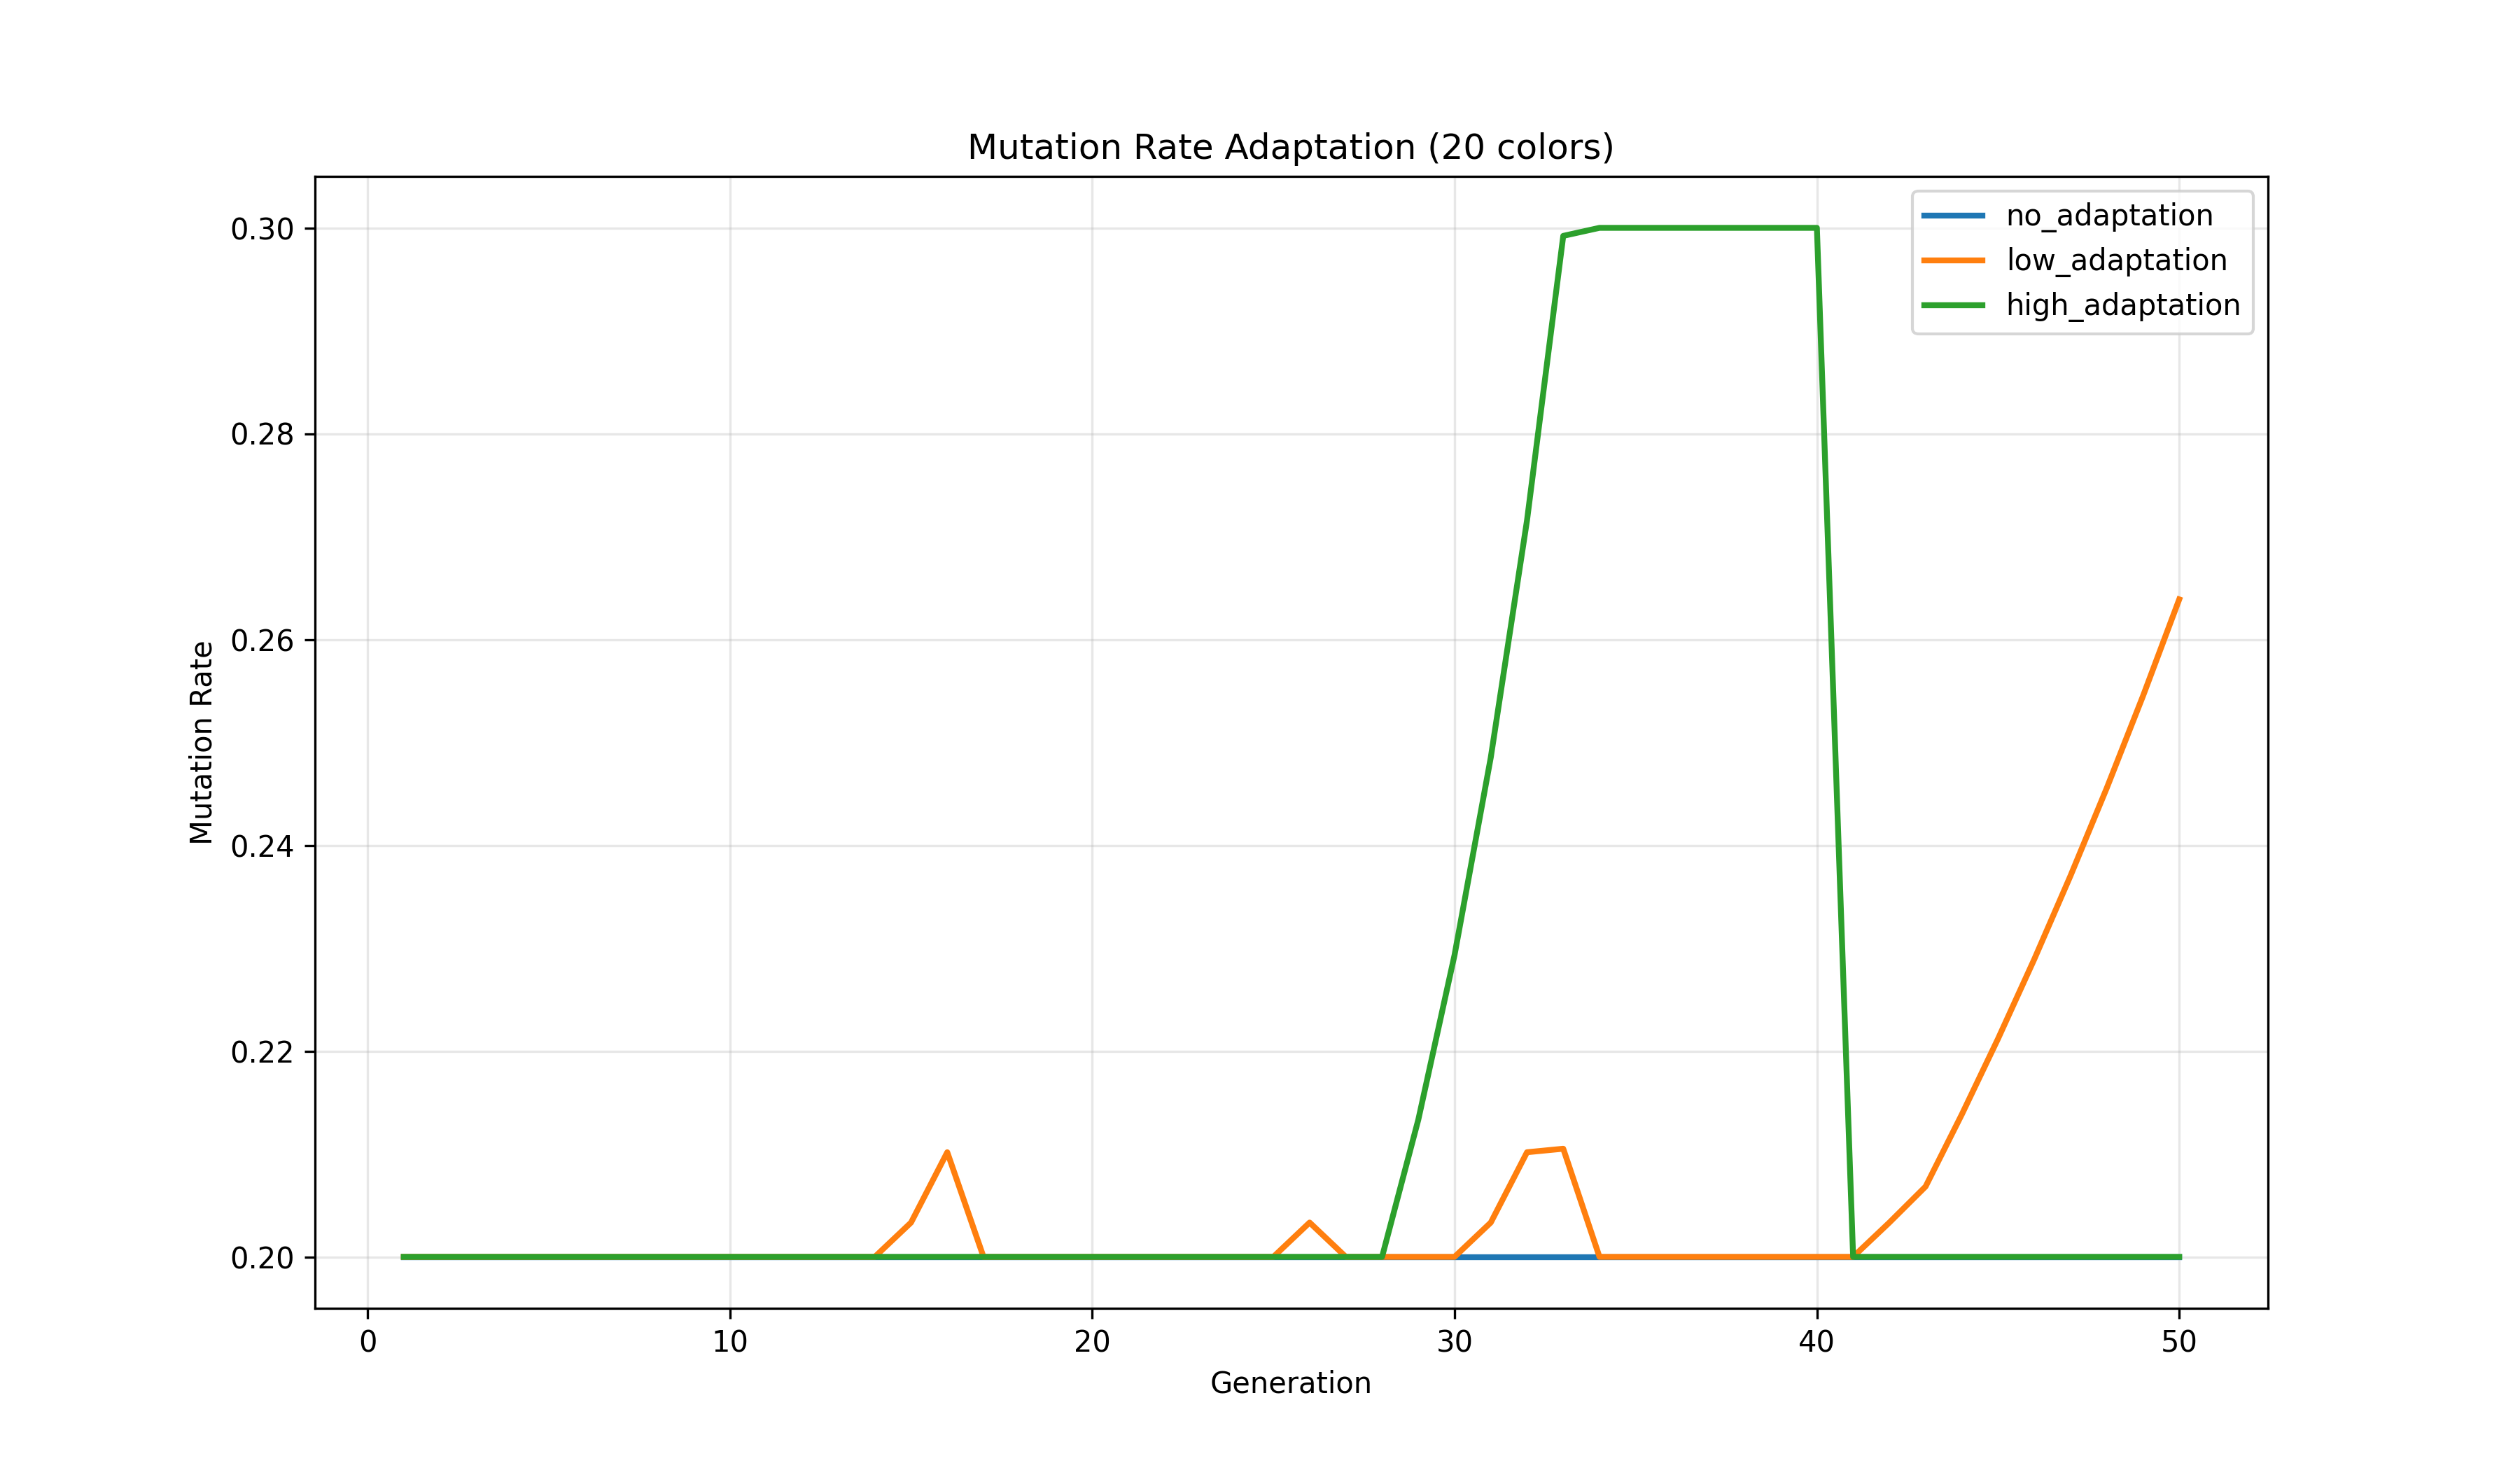 Mutation Rate Adaptation (20 colors)
no_adaptation
low_adaptation
high_adaptation
Mutation Rate
0.30
0.28
0.26
0.24
0.22
0.20
0 10 20 30 40 50
Generation